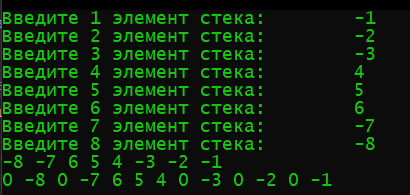 Введите 1 элемент стека: -1
Введите 2 элемент стека: -2
Введите 3 элемент стека: -3
Введите 4 элемент стека: 4
Введите 5 элемент стека: 5
Введите 6 элемент стека: 6
Введите 7 элемент стека: -7
Введите 8 элемент стека: -8
-8 -7 6 5 4 -3 -2 -1
0 -8 0 -7 6 5 4 0 -3 0 -2 0 -1